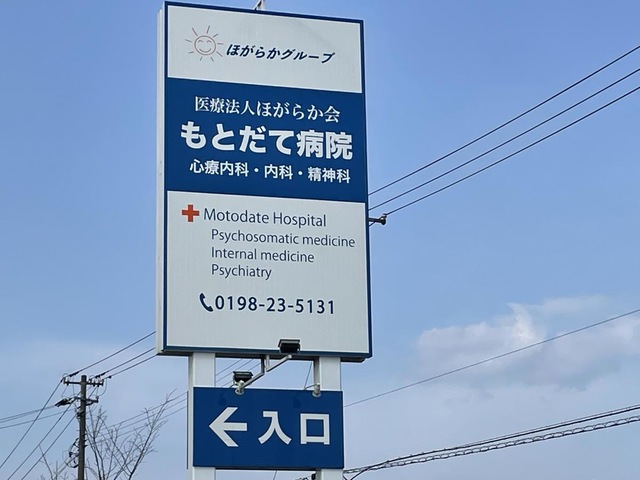 ほがらかグループ
医療法人ほがらか会
もとだて病院
心療内科・内科・精神科
Motodate Hospital
Psychosomatic medicine
Internal medicine
Psychiatry
0198-23-5131
入口